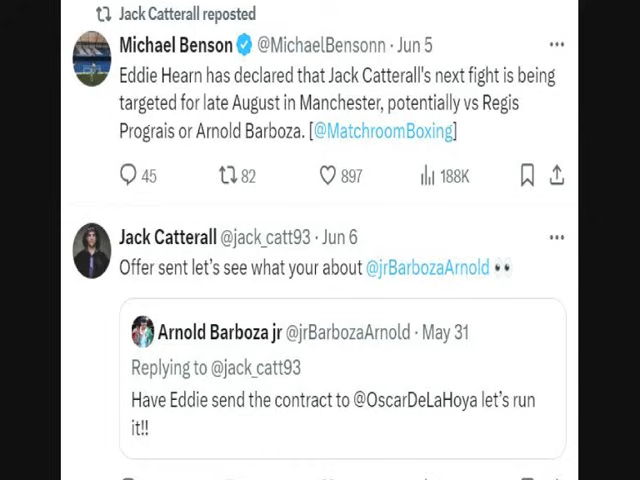 Jack Catterall reposted
Michael Benson @MichaelBensonn · Jun 5
Eddie Hearn has declared that Jack Catterall's next fight is being
targeted for late August in Manchester, potentially vs Regis
Prograis or Arnold Barboza. [@MatchroomBoxing]
45 82 897 188K
Jack Catterall @jack_catt93 · Jun 6
Offer sent let's see what your about @jrBarbozaArnold 👀
Arnold Barboza jr @jrBarbozaArnold · May 31
Replying to @jack_catt93
Have Eddie send the contract to @OscarDeLaHoya let's run
it!!